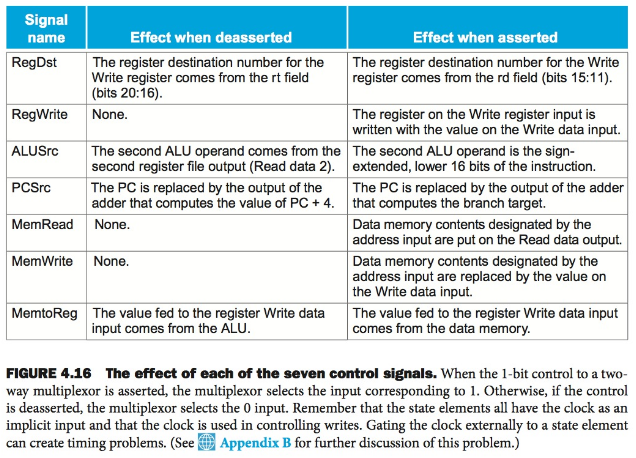 Signal
name
Effect when deasserted
Effect when asserted
RegDst
The register destination number for the
Write register comes from the rt field
(bits 20:16).
The register destination number for the Write
register comes from the rd field (bits 15:11).
RegWrite
None.
The register on the Write register input is
written with the value on the Write data input.
ALUSrc
The second ALU operand comes from the
second register file output (Read data 2).
The second ALU operand is the sign-
extended, lower 16 bits of the instruction.
PCSrc
The PC is replaced by the output of the
adder that computes the value of PC + 4.
The PC is replaced by the output of the adder
that computes the branch target.
MemRead
None.
Data memory contents designated by the
address input are put on the Read data output.
MemWrite
None.
Data memory contents designated by the
address input are replaced by the value on
the Write data input.
MemtoReg
The value fed to the register Write data
input comes from the ALU.
The value fed to the register Write data input
comes from the data memory.
FIGURE 4.16 The effect of each of the seven control signals. When the 1-bit control to a two-
way multiplexor is asserted, the multiplexor selects the input corresponding to 1. Otherwise, if the control
is deasserted, the multiplexor selects the 0 input. Remember that the state elements all have the clock as an
implicit input and that the clock is used in controlling writes. Gating the clock externally to a state element
can create timing problems. (See Appendix B for further discussion of this problem.)